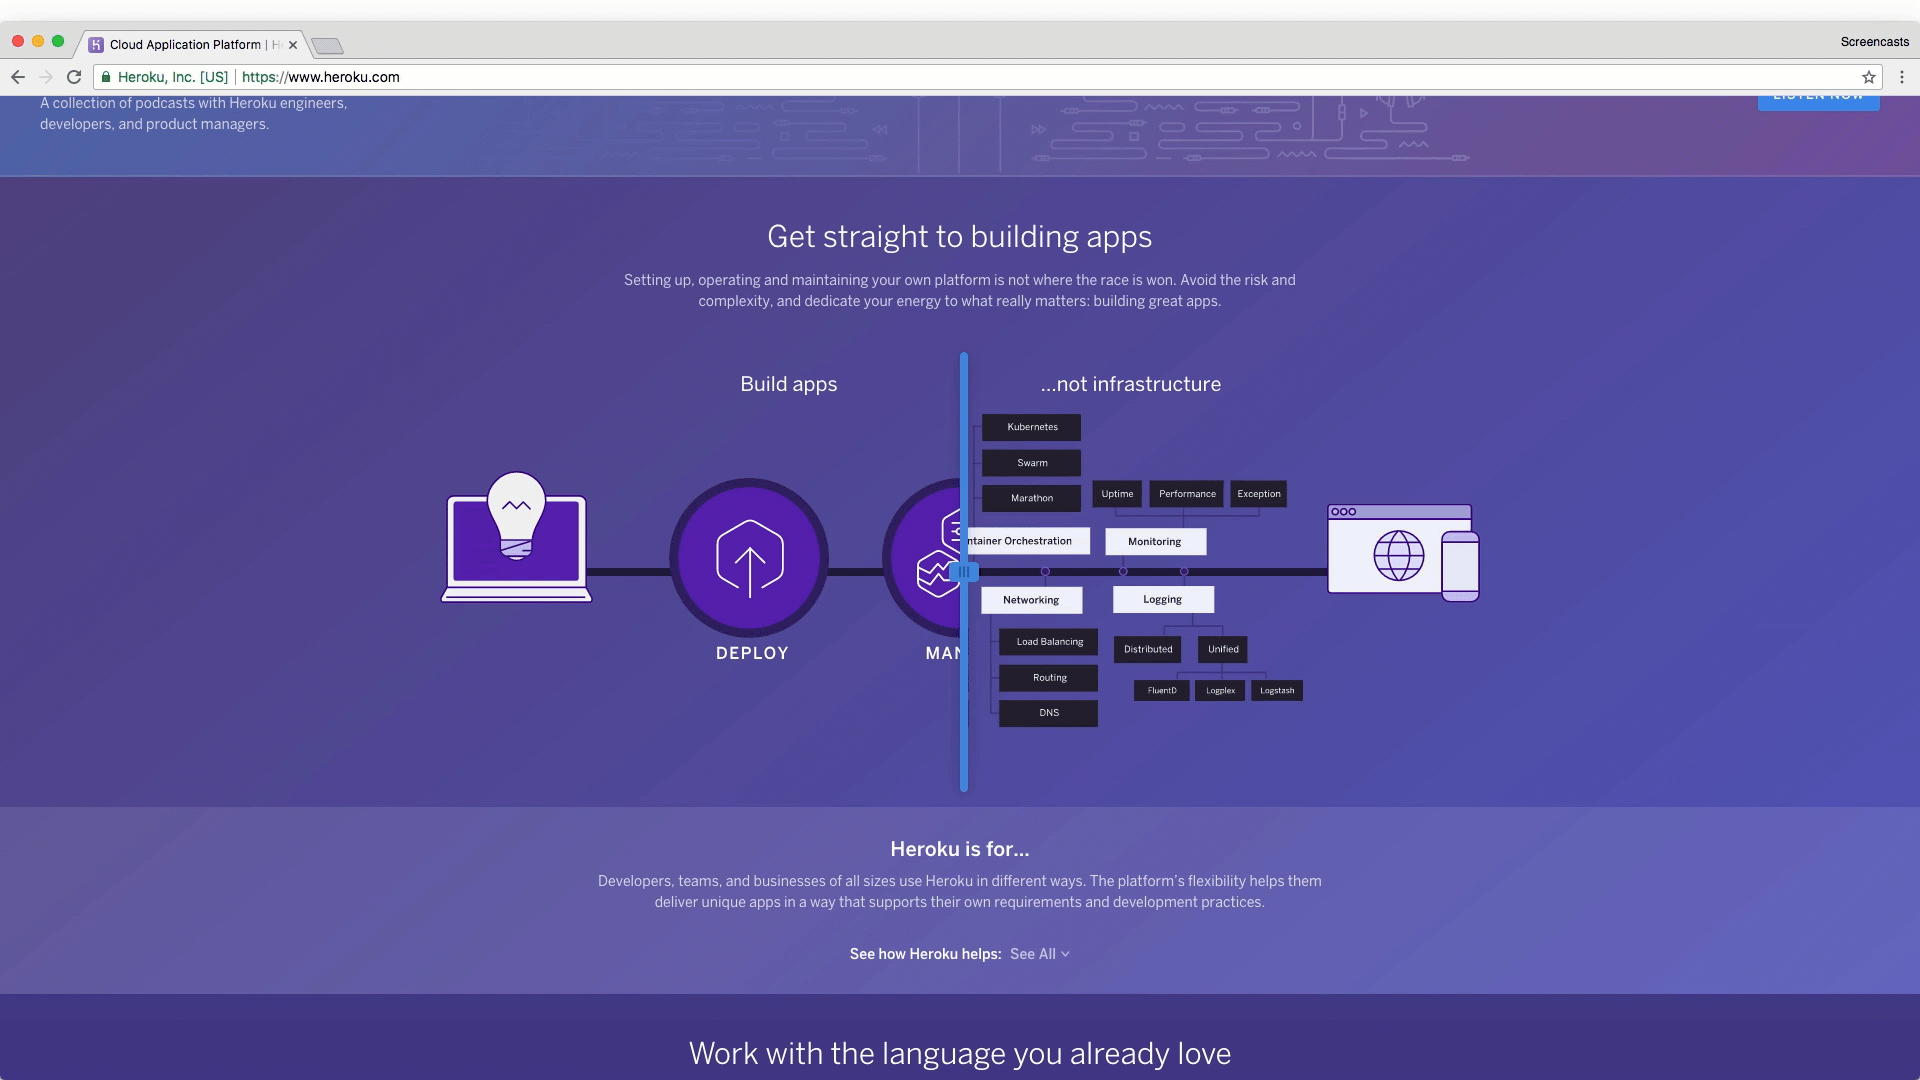 Cloud Application Platform | H
Screencasts
Heroku, Inc. [US] | https://www.heroku.com
A collection of podcasts with Heroku engineers,
developers, and product managers.
LISTEN NOW
Get straight to building apps
Setting up, operating and maintaining your own platform is not where the race is won. Avoid the risk and
complexity, and dedicate your energy to what really matters: building great apps.
Build apps
...not infrastructure
Kubernetes
Swarm
Marathon
Uptime
Performance
Exception
ntainer Orchestration
Monitoring
Networking
Logging
DEPLOY
MAN
Load Balancing
Distributed
Unified
Routing
FluentD
Logplex
Logstash
DNS
Heroku is for...
Developers, teams, and businesses of all sizes use Heroku in different ways. The platform's flexibility helps them
deliver unique apps in a way that supports their own requirements and development practices.
See how Heroku helps: See All
Work with the language you already love